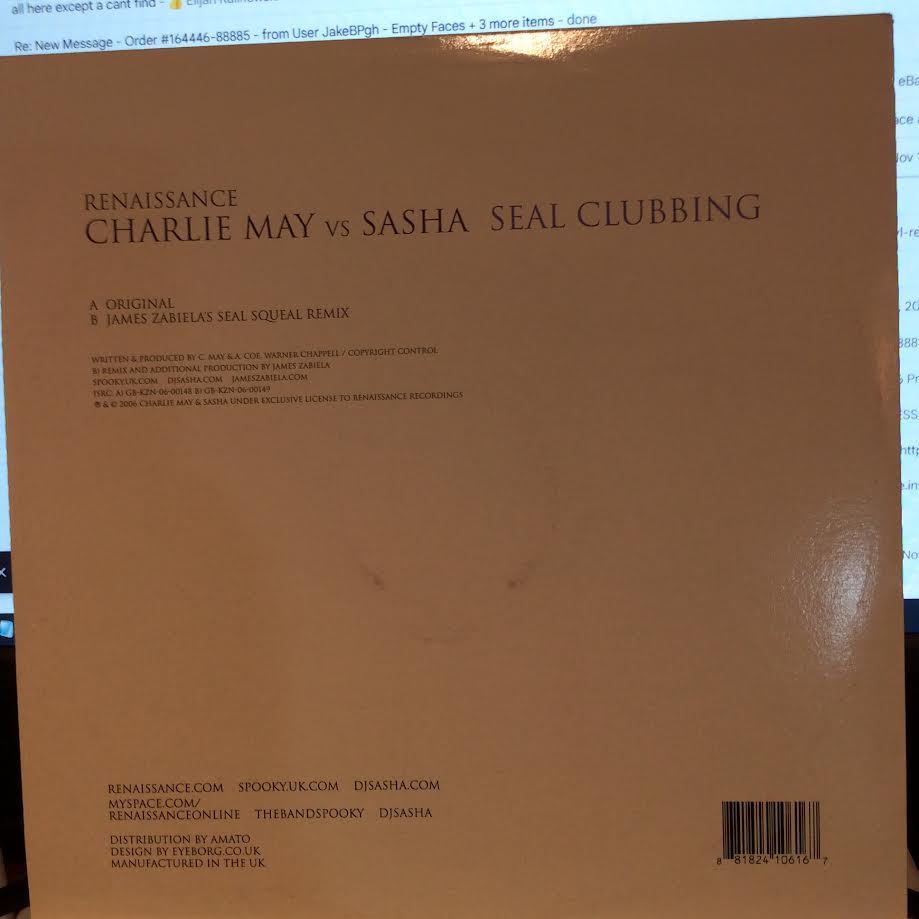 all here except a cant find -
Re: New Message - Order #164446-88885 - from User JakeBPgh - Empty Faces + 3 more items - done
RENAISSANCE
CHARLIE MAY VS SASHA SEAL CLUBBING
A ORIGINAL
B JAMES ZABIELA'S SEAL SQUEAL REMIX
WRITTEN & PRODUCED BY C. MAY & A. COE. WARNER CHAPPELL / COPYRIGHT CONTROL
B) REMIX AND ADDITIONAL PRODUCTION BY JAMES ZABIELA
SPOOKYUK.COM DJSASHA.COM JAMESZABIELA.COM
ISRC: A) GB-KZN-06-00148 B) GB-KZN-06-00149
℗ & © 2006 CHARLIE MAY & SASHA UNDER EXCLUSIVE LICENSE TO RENAISSANCE RECORDINGS
RENAISSANCE.COM SPOOKY.UK.COM DJSASHA.COM
MYSPACE.COM/
RENAISSANCEONLINE THEBANDSPOOKY DJSASHA
DISTRIBUTION BY AMATO
DESIGN BY EYEBORG.CO.UK
MANUFACTURED IN THE UK
8 81824 10616 7